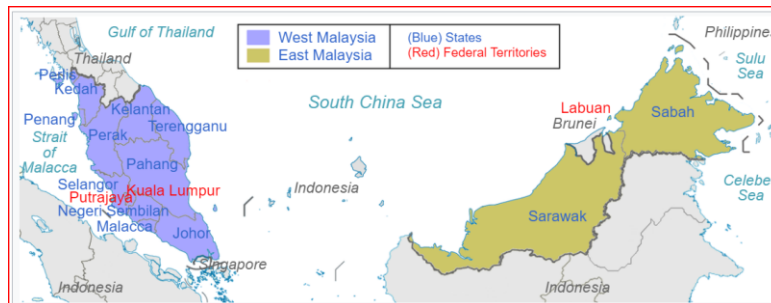 Gulf of Thailand
West Malaysia
(Blue) States
Philippines
East Malaysia
(Red) Federal Territories
Sulu
Sea
Thailand
Perlis
Kedah
Kelantan
South China Sea
Labuan
Sabah
Penang
Terengganu
Brunei
Perak
Strait
of
Malacca
Pahang
Selangor
Kuala Lumpur
Indonesia
Celebes
Sea
Putrajaya
Negeri Sembilan
Malacca
Johor
Sarawak
Singapore
Indonesia
Indonesia